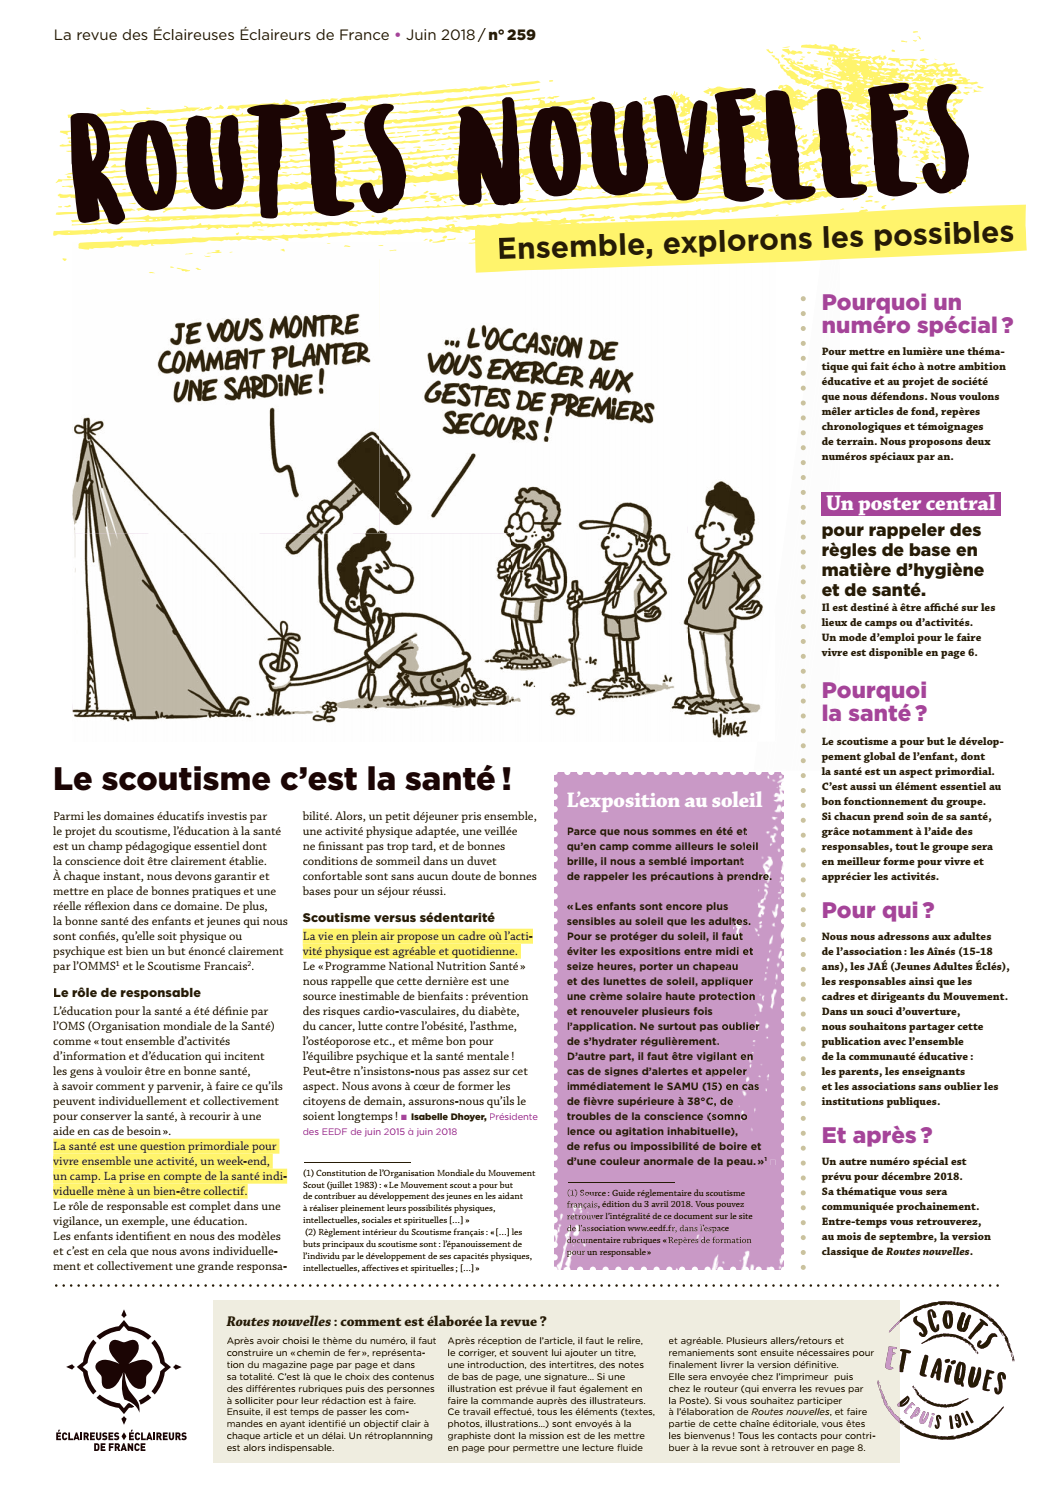 La revue des Éclaireuses Éclaireurs de France • Juin 2018 / n° 259
ROUTES NOUVELLES
Ensemble, explorons les possibles
JE VOUS MONTRE
COMMENT PLANTER
UNE SARDINE !
... L'OCCASION DE
VOUS EXERCER AUX
GESTES DE PREMIERS
SECOURS !
WINGZ
Le scoutisme c'est la santé !
Parmi les domaines éducatifs investis par
le projet du scoutisme, l'éducation à la santé
est un champ pédagogique essentiel dont
la conscience doit être clairement établie.
À chaque instant, nous devons garantir et
mettre en place de bonnes pratiques et une
réelle réflexion dans ce domaine. De plus,
la bonne santé des enfants et jeunes qui nous
sont confiés, qu'elle soit physique ou
psychique est bien un but énoncé clairement
par l'OMMS¹ et le Scoutisme Francais².
Le rôle de responsable
L'éducation pour la santé a été définie par
l'OMS (Organisation mondiale de la Santé)
comme « tout ensemble d'activités
d'information et d'éducation qui incitent
les gens à vouloir être en bonne santé,
à savoir comment y parvenir, à faire ce qu'ils
peuvent individuellement et collectivement
pour conserver la santé, à recourir à une
aide en cas de besoin ».
La santé est une question primordiale pour
vivre ensemble une activité, un week-end,
un camp. La prise en compte de la santé indi-
viduelle mène à un bien-être collectif.
Le rôle de responsable est complet dans une
vigilance, un exemple, une éducation.
Les enfants identifient en nous des modèles
et c'est en cela que nous avons individuelle-
ment et collectivement une grande responsa-
bilité. Alors, un petit déjeuner pris ensemble,
une activité physique adaptée, une veillée
ne finissant pas trop tard, et de bonnes
conditions de sommeil dans un duvet
confortable sont sans aucun doute de bonnes
bases pour un séjour réussi.
Scoutisme versus sédentarité
La vie en plein air propose un cadre où l'acti-
vité physique est agréable et quotidienne.
Le « Programme National Nutrition Santé »
nous rappelle que cette dernière est une
source inestimable de bienfaits : prévention
des risques cardio-vasculaires, du diabète,
du cancer, lutte contre l'obésité, l'asthme,
l'ostéoporose etc., et même bon pour
l'équilibre psychique et la santé mentale !
Peut-être n'insistons-nous pas assez sur cet
aspect. Nous avons à cœur de former les
citoyens de demain, assurons-nous qu'ils le
soient longtemps ! ■ Isabelle Dhoyer, Présidente
des EEDF de juin 2015 à juin 2018
(1) Constitution de l'Organisation Mondiale du Mouvement
Scout (juillet 1983) : « Le Mouvement scout a pour but
de contribuer au développement des jeunes en les aidant
à réaliser pleinement leurs possibilités physiques,
intellectuelles, sociales et spirituelles [...] »
(2) Règlement intérieur du Scoutisme français : « [...] les
buts principaux du scoutisme sont : l'épanouissement de
l'individu par le développement de ses capacités physiques,
intellectuelles, affectives et spirituelles ; [...] »
L'exposition au soleil
Parce que nous sommes en été et
qu'en camp comme ailleurs le soleil
brille, il nous a semblé important
de rappeler les précautions à prendre.
« Les enfants sont encore plus
sensibles au soleil que les adultes.
Pour se protéger du soleil, il faut
éviter les expositions entre midi et
seize heures, porter un chapeau
et des lunettes de soleil, appliquer
une crème solaire haute protection
et renouveler plusieurs fois
l'application. Ne surtout pas oublier
de s'hydrater régulièrement.
D'autre part, il faut être vigilant en
cas de signes d'alertes et appeler
immédiatement le SAMU (15) en cas
de fièvre supérieure à 38°C, de
troubles de la conscience (somno
lence ou agitation inhabituelle),
de refus ou impossibilité de boire et
d'une couleur anormale de la peau. »¹
(1) Source : Guide réglementaire du scoutisme
français, édition du 3 avril 2018. Vous pouvez
retrouver l'intégralité de ce document sur le site
de l'association www.eedf.fr, dans l'espace
documentaire rubriques « Repères de formation
pour un responsable »
Pourquoi un
numéro spécial ?
Pour mettre en lumière une théma-
tique qui fait écho à notre ambition
éducative et au projet de société
que nous défendons. Nous voulons
mêler articles de fond, repères
chronologiques et témoignages
de terrain. Nous proposons deux
numéros spéciaux par an.
Un poster central
pour rappeler des
règles de base en
matière d'hygiène
et de santé.
Il est destiné à être affiché sur les
lieux de camps ou d'activités.
Un mode d'emploi pour le faire
vivre est disponible en page 6.
Pourquoi
la santé ?
Le scoutisme a pour but le dévelop-
pement global de l'enfant, dont
la santé est un aspect primordial.
C'est aussi un élément essentiel au
bon fonctionnement du groupe.
Si chacun prend soin de sa santé,
grâce notamment à l'aide des
responsables, tout le groupe sera
en meilleur forme pour vivre et
apprécier les activités.
Pour qui ?
Nous nous adressons aux adultes
de l'association : les Aînés (15-18
ans), les JAÉ (Jeunes Adultes Éclés),
les responsables ainsi que les
cadres et dirigeants du Mouvement.
Dans un souci d'ouverture,
nous souhaitons partager cette
publication avec l'ensemble
de la communauté éducative :
les parents, les enseignants
et les associations sans oublier les
institutions publiques.
Et après ?
Un autre numéro spécial est
prévu pour décembre 2018.
Sa thématique vous sera
communiquée prochainement.
Entre-temps vous retrouverez,
au mois de septembre, la version
classique de Routes nouvelles.
ÉCLAIREUSES ♦ ÉCLAIREURS
DE FRANCE
Routes nouvelles : comment est élaborée la revue ?
Après avoir choisi le thème du numéro, il faut
construire un « chemin de fer », représenta-
tion du magazine page par page et dans
sa totalité. C'est là que le choix des contenus
des différentes rubriques puis des personnes
à solliciter pour leur rédaction est à faire.
Ensuite, il est temps de passer les com-
mandes en ayant identifié un objectif clair à
chaque article et un délai. Un rétroplannning
est alors indispensable.
Après réception de l'article, il faut le relire,
le corriger, et souvent lui ajouter un titre,
une introduction, des intertitres, des notes
de bas de page, une signature... Si une
illustration est prévue il faut également en
faire la commande auprès des illustrateurs.
Ce travail effectué, tous les éléments (textes,
photos, illustrations...) sont envoyés à la
graphiste dont la mission est de les mettre
en page pour permettre une lecture fluide
et agréable. Plusieurs allers/retours et
remaniements sont ensuite nécessaires pour
finalement livrer la version définitive.
Elle sera envoyée chez l'imprimeur puis
chez le routeur (qui enverra les revues par
la Poste). Si vous souhaitez participer
à l'élaboration de Routes nouvelles, et faire
partie de cette chaîne éditoriale, vous êtes
les bienvenus ! Tous les contacts pour contri-
buer à la revue sont à retrouver en page 8.
SCOUTS
ET LAÏQUES
DEPUIS 1911